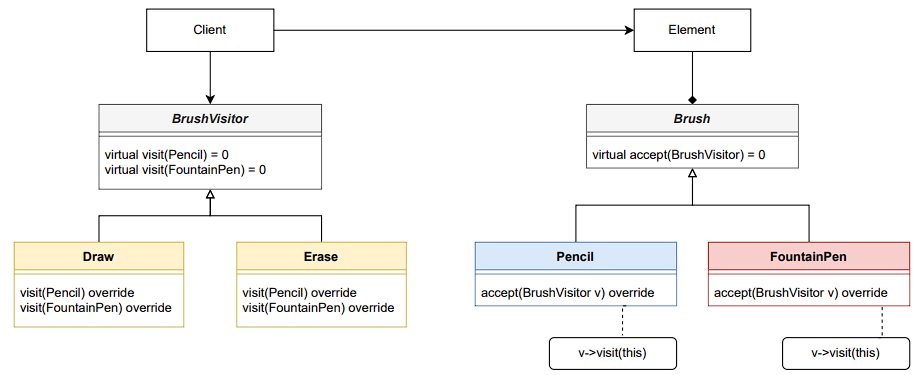 Client
Element
BrushVisitor
virtual visit(Pencil) = 0
virtual visit(FountainPen) = 0
Brush
virtual accept(BrushVisitor) = 0
Draw
visit(Pencil) override
visit(FountainPen) override
Erase
visit(Pencil) override
visit(FountainPen) override
Pencil
accept(BrushVisitor v) override
FountainPen
accept(BrushVisitor v) override
v->visit(this)
v->visit(this)